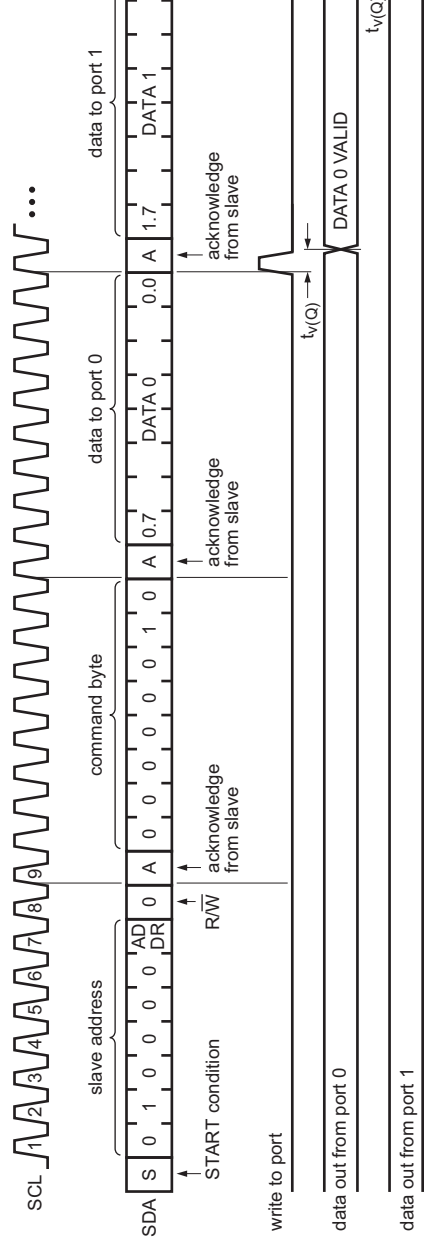 SCL 1 2 3 4 5 6 7 8 9 •••
slave address command byte data to port 0 data to port 1
SDA S 0 1 0 0 0 0 AD DR 0 A 0 0 0 0 0 0 1 0 A 0.7 DATA 0 0.0 A 1.7 DATA 1
START condition R/W̅ acknowledge from slave acknowledge from slave acknowledge from slave
write to port
tv(Q)
data out from port 0 DATA 0 VALID
tv(Q)
data out from port 1